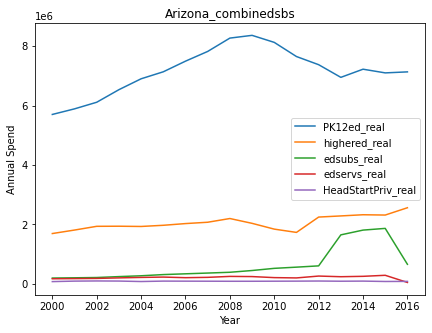 Arizona_combinedsbs
1e6
8
6
4
2
0
Annual Spend
PK12ed_real
highered_real
edsubs_real
edservs_real
HeadStartPriv_real
2000 2002 2004 2006 2008 2010 2012 2014 2016
Year